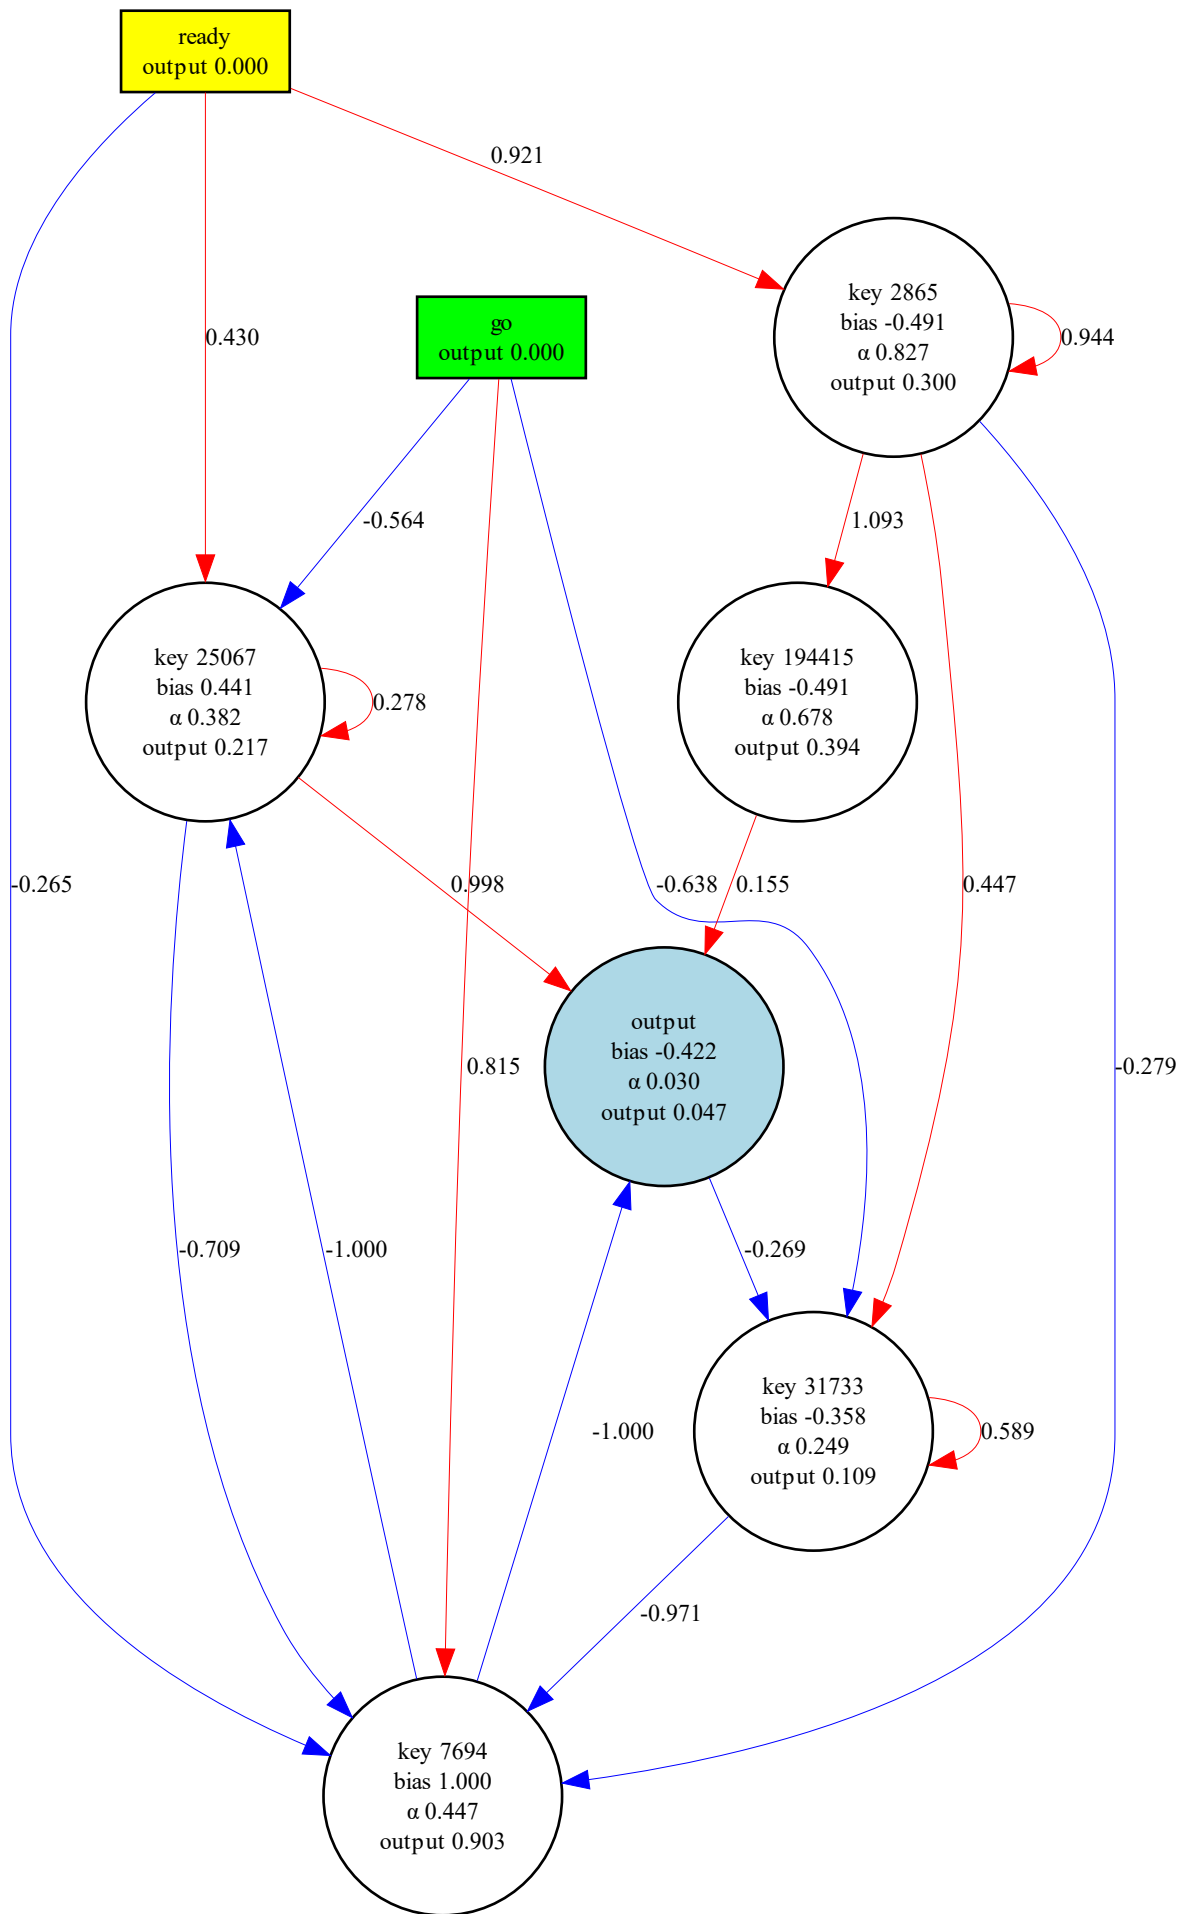 ready
output 0.000
0.921
key 2865
bias -0.491
α 0.827
output 0.300
0.944
go
output 0.000
0.430
-0.564
1.093
key 25067
bias 0.441
α 0.382
output 0.217
0.278
key 194415
bias -0.491
α 0.678
output 0.394
-0.265
0.998
-0.638
0.155
0.447
output
bias -0.422
α 0.030
output 0.047
0.815
-0.279
-0.709
-1.000
-0.269
-1.000
key 31733
bias -0.358
α 0.249
output 0.109
0.589
-0.971
key 7694
bias 1.000
α 0.447
output 0.903